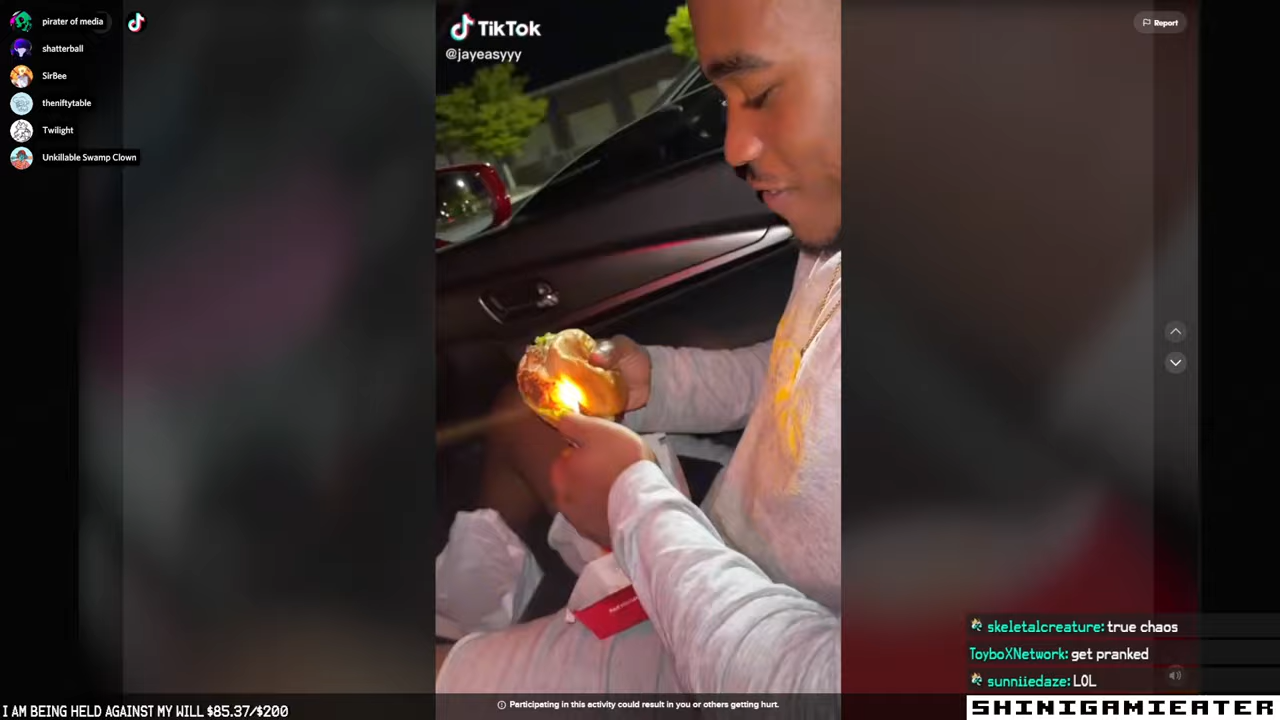 pirater of media
shatterball
SirBee
theniftytable
Twilight
Unkillable Swamp Clown
TikTok
@jayeasyyy
Report
skeletalcreature: true chaos
ToyboXNetwork: get pranked
sunniiedaze: LOL
Participating in this activity could result in you or others getting hurt.
I AM BEING HELD AGAINST MY WILL $85.37/$200
SHINIGAMIEATER